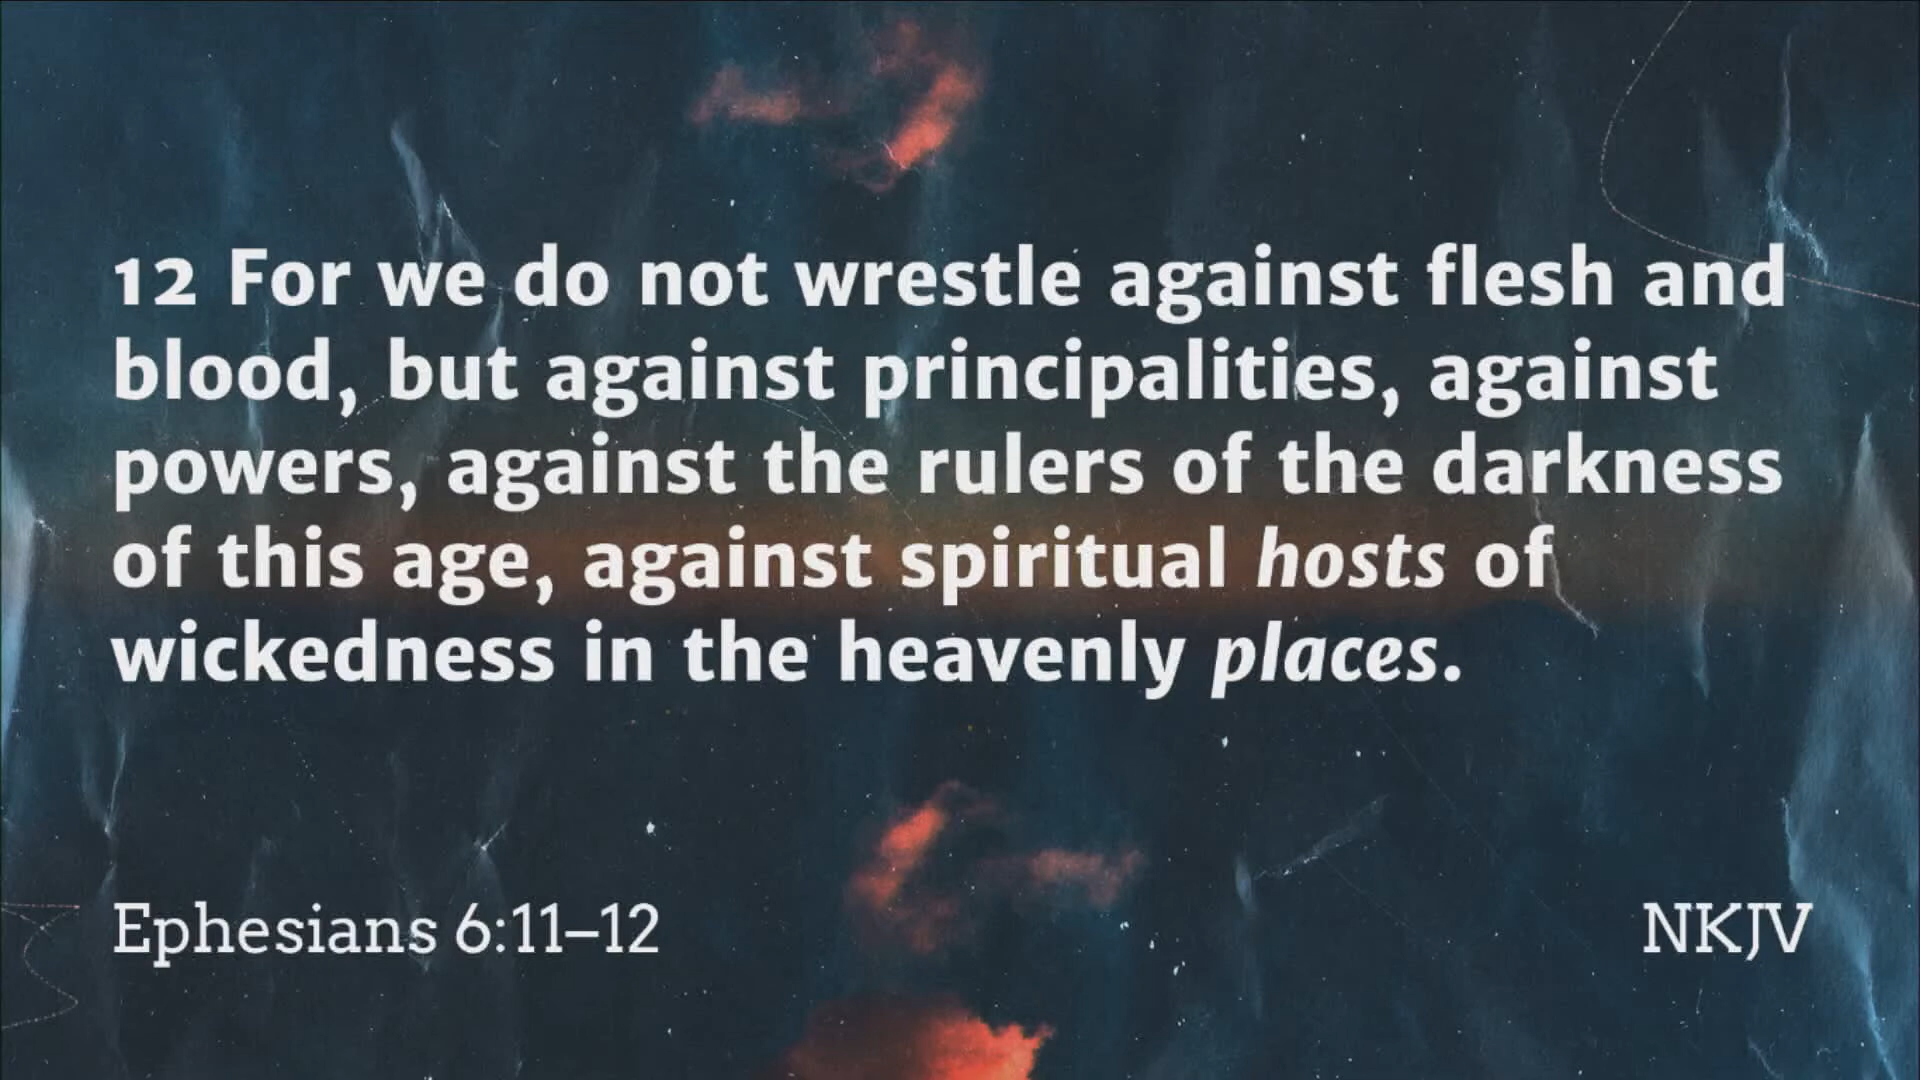 12 For we do not wrestle against flesh and
blood, but against principalities, against
powers, against the rulers of the darkness
of this age, against spiritual hosts of
wickedness in the heavenly places.
Ephesians 6:11–12
NKJV